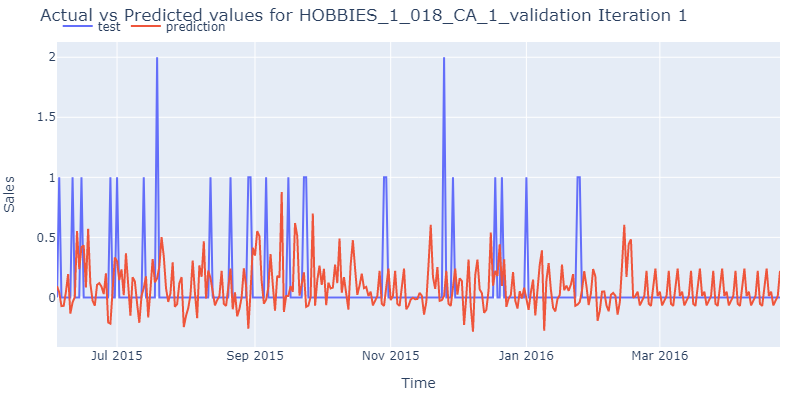 Actual vs Predicted values for HOBBIES_1_018_CA_1_validation Iteration 1
test prediction
2
1.5
1
0.5
0
Sales
Jul 2015 Sep 2015 Nov 2015 Jan 2016 Mar 2016
Time